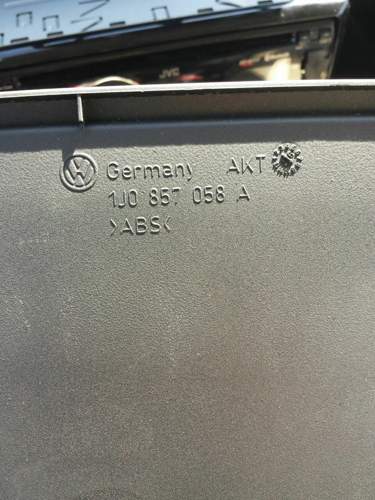 JVC
Germany AKT
1J0 857 058 A
>ABS<